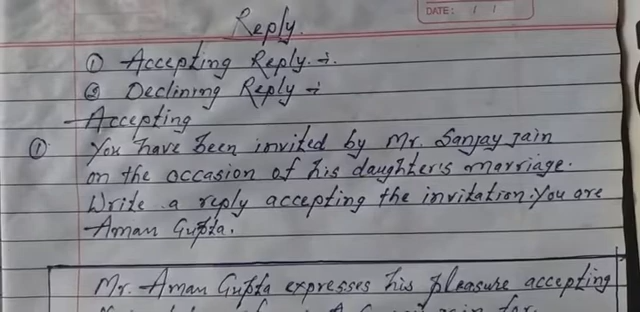 DATE: / /
Reply.
① Accepting Reply. ÷.
② Declining Reply ÷
Accepting
① You have been invited by Mr. Sanjay Jain
on the occasion of his daughter's marriage.
Write a reply accepting the invitation. You are
Aman Gupta.
Mr. Aman Gupta expresses his pleasure accepting